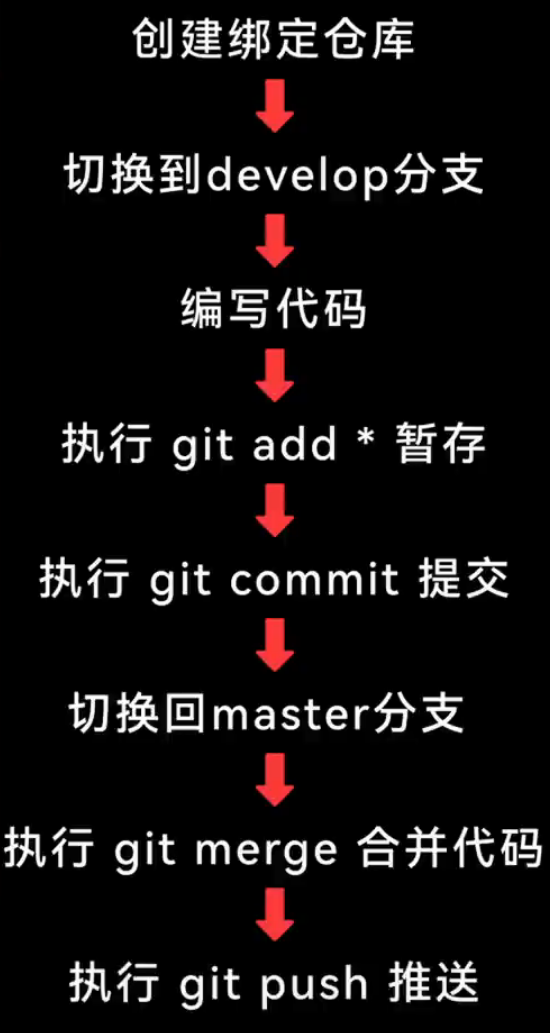 创建绑定仓库
切换到develop分支
编写代码
执行 git add * 暂存
执行 git commit 提交
切换回master分支
执行 git merge 合并代码
执行 git push 推送